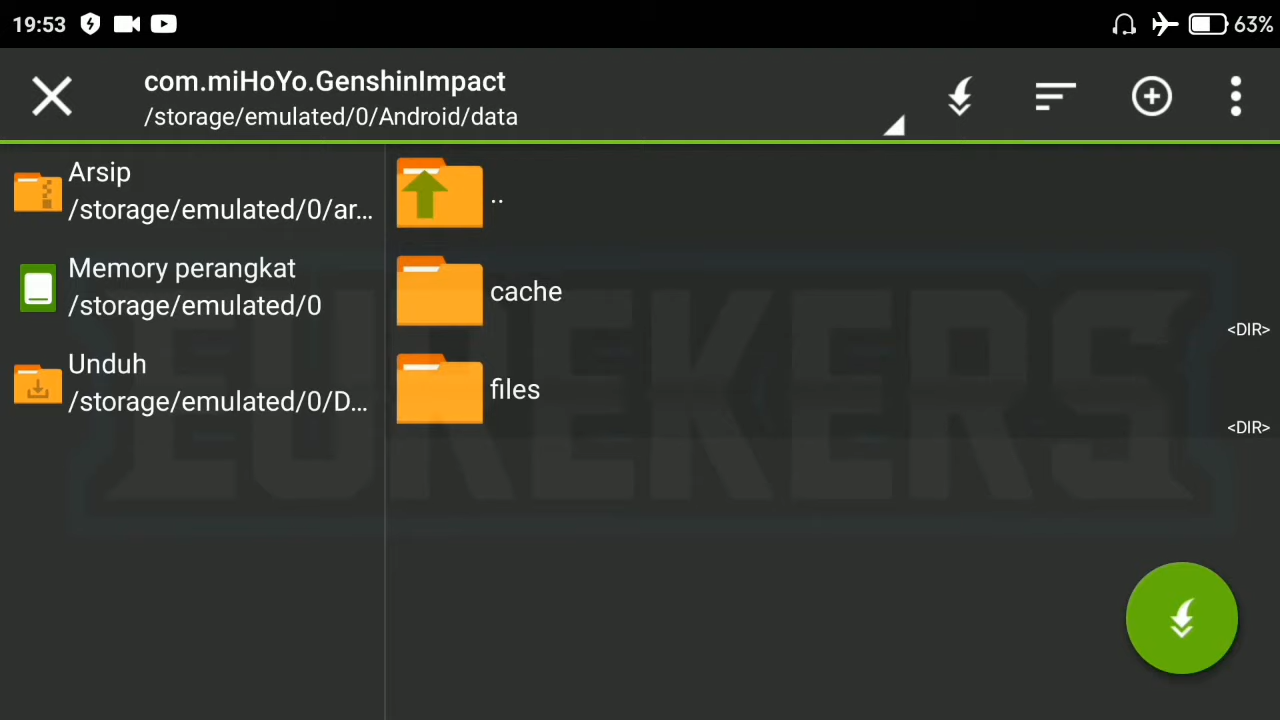 19:53
63%
com.miHoYo.GenshinImpact
/storage/emulated/0/Android/data
Arsip
/storage/emulated/0/ar...
Memory perangkat
/storage/emulated/0
Unduh
/storage/emulated/0/D...
..
cache
<DIR>
files
<DIR>
EUREKERS